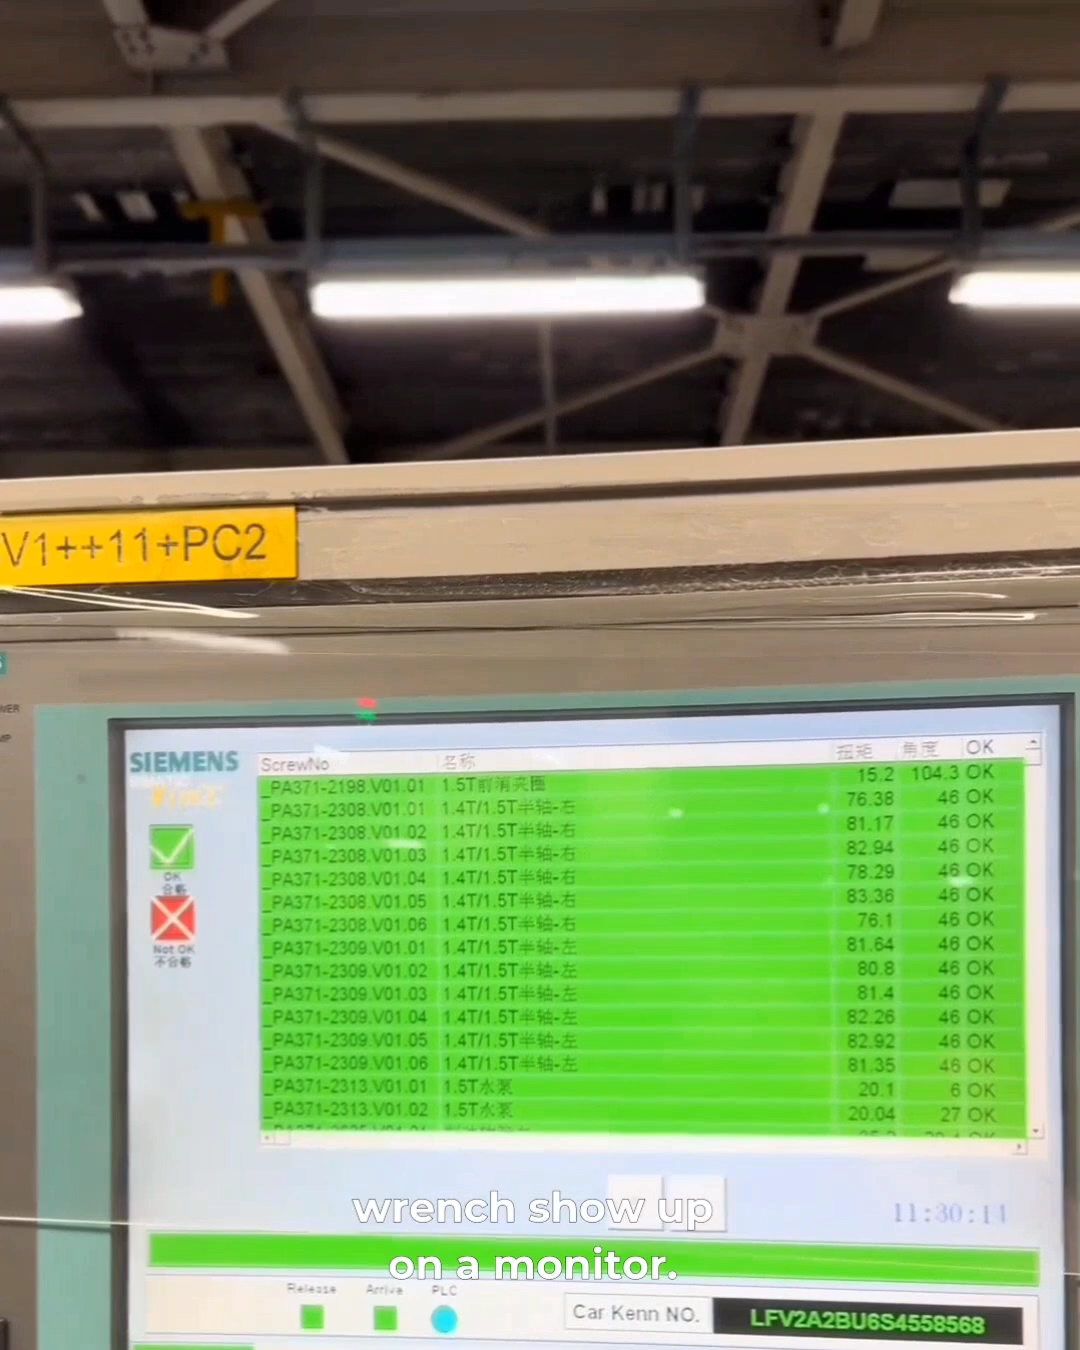 V1++11+PC2
SIEMENS
ScrewNo 名称 扭矩 角度 OK
_PA371-2198.V01.01 1.5T前消夹圈 15.2 104.3 OK
_PA371-2308.V01.01 1.4T/1.5T半轴-右 76.38 46 OK
_PA371-2308.V01.02 1.4T/1.5T半轴-右 81.17 46 OK
_PA371-2308.V01.03 1.4T/1.5T半轴-右 82.94 46 OK
_PA371-2308.V01.04 1.4T/1.5T半轴-右 78.29 46 OK
_PA371-2308.V01.05 1.4T/1.5T半轴-右 83.36 46 OK
_PA371-2308.V01.06 1.4T/1.5T半轴-右 76.1 46 OK
_PA371-2309.V01.01 1.4T/1.5T半轴-左 81.64 46 OK
_PA371-2309.V01.02 1.4T/1.5T半轴-左 80.8 46 OK
_PA371-2309.V01.03 1.4T/1.5T半轴-左 81.4 46 OK
_PA371-2309.V01.04 1.4T/1.5T半轴-左 82.26 46 OK
_PA371-2309.V01.05 1.4T/1.5T半轴-左 82.92 46 OK
_PA371-2309.V01.06 1.4T/1.5T半轴-左 81.35 46 OK
_PA371-2313.V01.01 1.5T水泵 20.1 6 OK
_PA371-2313.V01.02 1.5T水泵 20.04 27 OK
OK
合格
Not OK
不合格
wrench show up
11:30:14
on a monitor.
Release Arrive PLC
Car Kenn NO. LFV2A2BU6S4558568